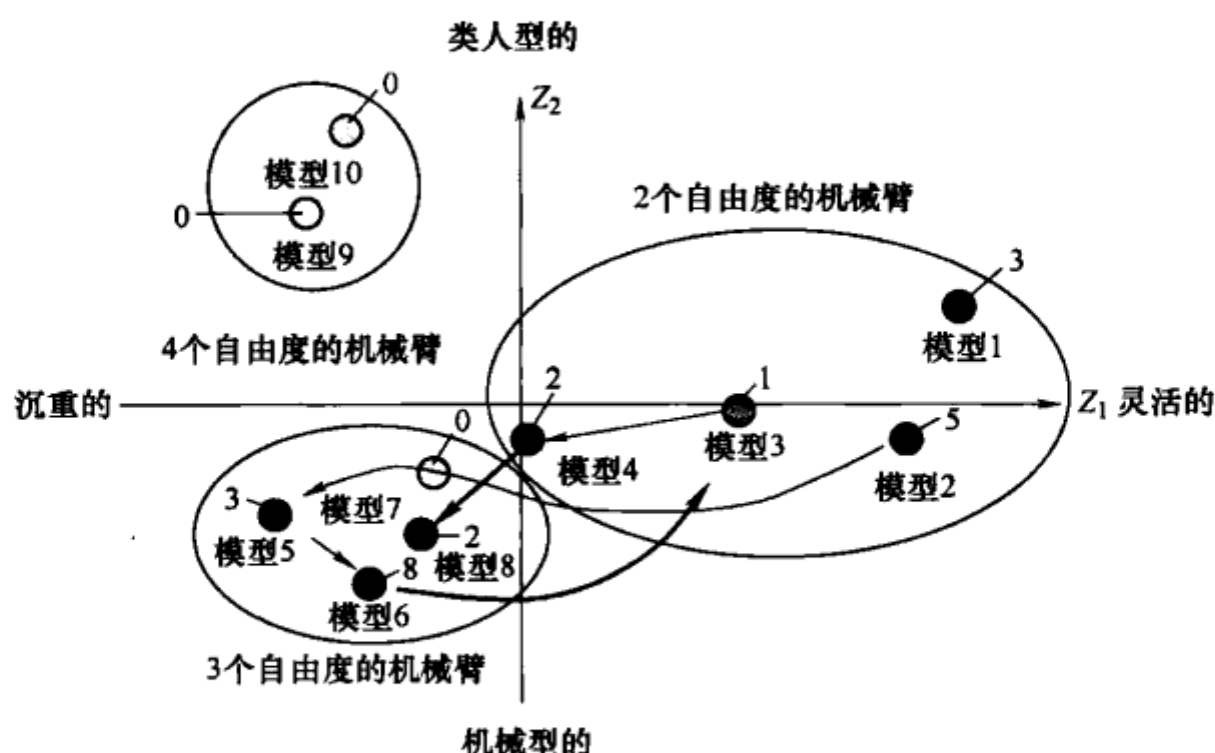 类人型的
0
Z2
模型10
0
模型9
2个自由度的机械臂
3
模型1
4个自由度的机械臂
沉重的
2
1
Z1 灵活的
0
模型4
模型3
5
模型2
3
模型7
模型5
2
模型8
8
模型6
3个自由度的机械臂
机械型的